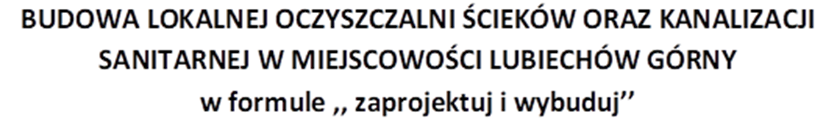 BUDOWA LOKALNEJ OCZYSZCZALNI ŚCIEKÓW ORAZ KANALIZACJI
SANITARNEJ W MIEJSCOWOŚCI LUBIECHÓW GÓRNY
w formule ,, zaprojektuj i wybuduj’’